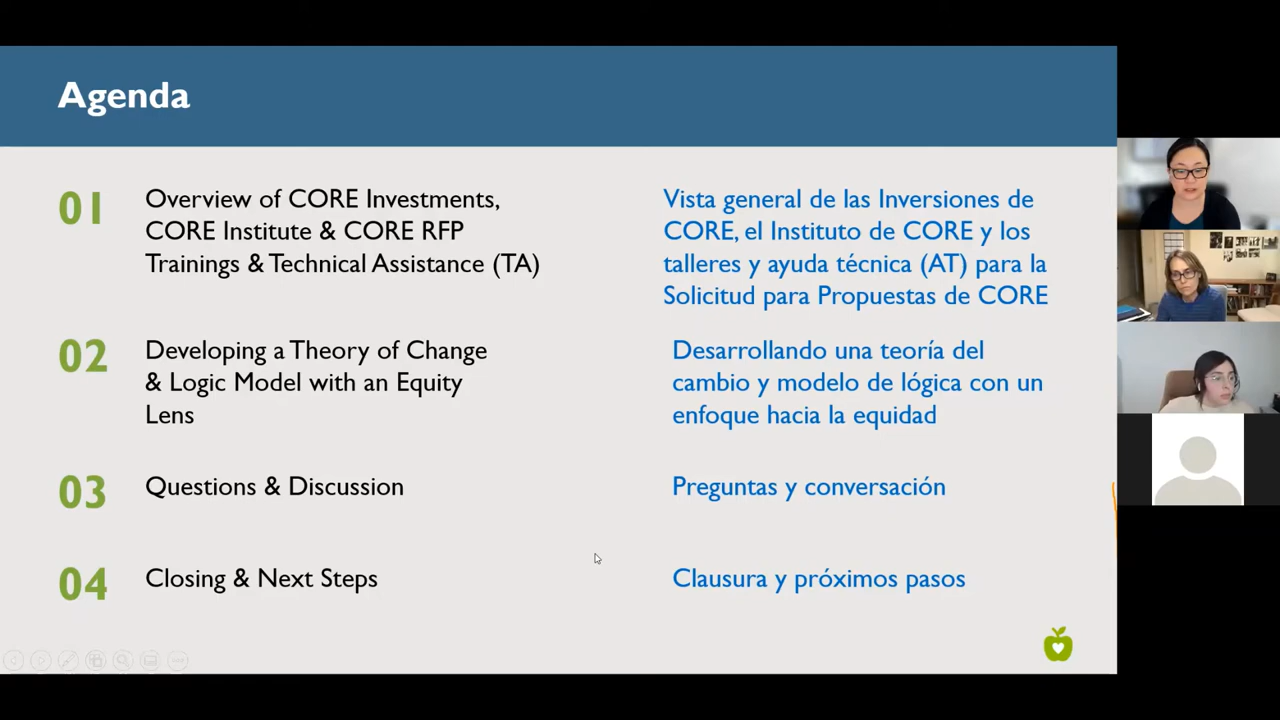 Agenda
01
Overview of CORE Investments,
CORE Institute & CORE RFP
Trainings & Technical Assistance (TA)
Vista general de las Inversiones de
CORE, el Instituto de CORE y los
talleres y ayuda técnica (AT) para la
Solicitud para Propuestas de CORE
02
Developing a Theory of Change
& Logic Model with an Equity
Lens
Desarrollando una teoría del
cambio y modelo de lógica con un
enfoque hacia la equidad
03
Questions & Discussion
Preguntas y conversación
04
Closing & Next Steps
Clausura y próximos pasos